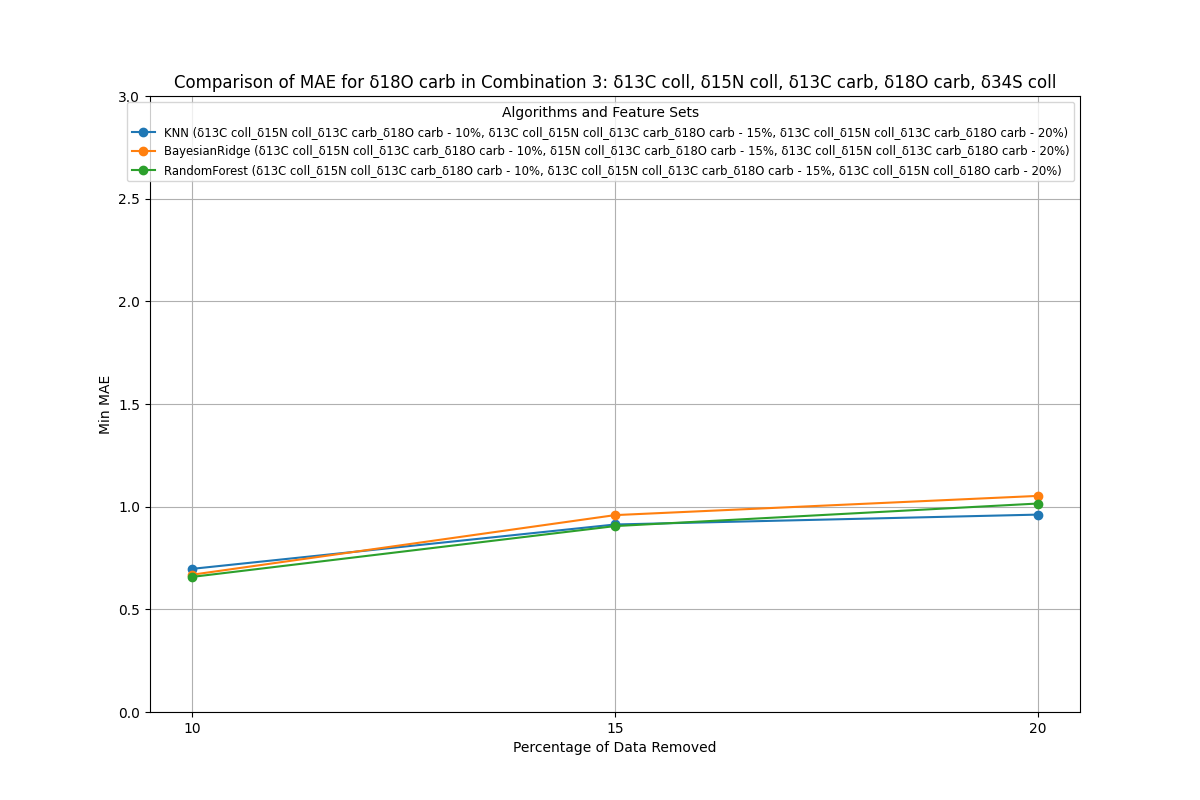 Comparison of MAE for δ18O carb in Combination 3: δ13C coll, δ15N coll, δ13C carb, δ18O carb, δ34S coll
3.0
Algorithms and Feature Sets
KNN (δ13C coll_δ15N coll_δ13C carb_δ18O carb - 10%, δ13C coll_δ15N coll_δ13C carb_δ18O carb - 15%, δ13C coll_δ15N coll_δ13C carb_δ18O carb - 20%)
BayesianRidge (δ13C coll_δ15N coll_δ13C carb_δ18O carb - 10%, δ15N coll_δ13C carb_δ18O carb - 15%, δ13C coll_δ15N coll_δ13C carb_δ18O carb - 20%)
RandomForest (δ13C coll_δ15N coll_δ13C carb_δ18O carb - 10%, δ13C coll_δ15N coll_δ13C carb_δ18O carb - 15%, δ13C coll_δ15N coll_δ18O carb - 20%)
2.5
2.0
1.5
Min MAE
1.0
0.5
0.0
10 15 20
Percentage of Data Removed